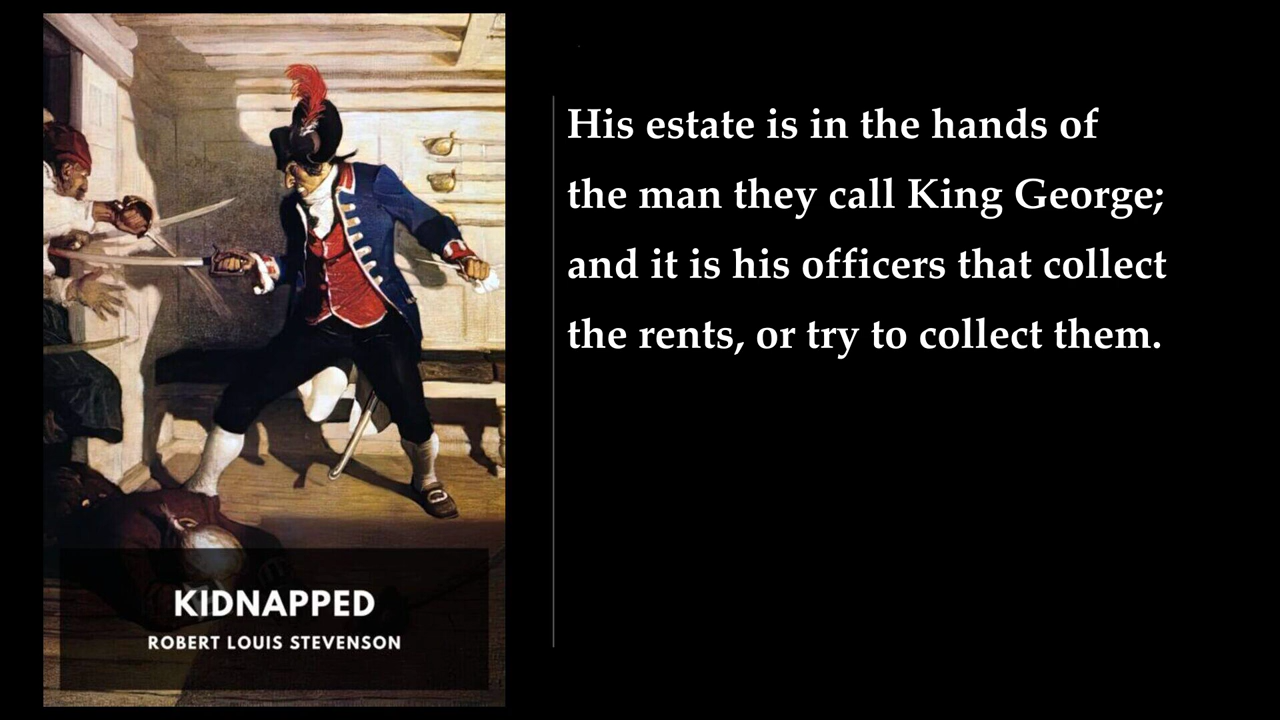 KIDNAPPED
ROBERT LOUIS STEVENSON
His estate is in the hands of
the man they call King George;
and it is his officers that collect
the rents, or try to collect them.